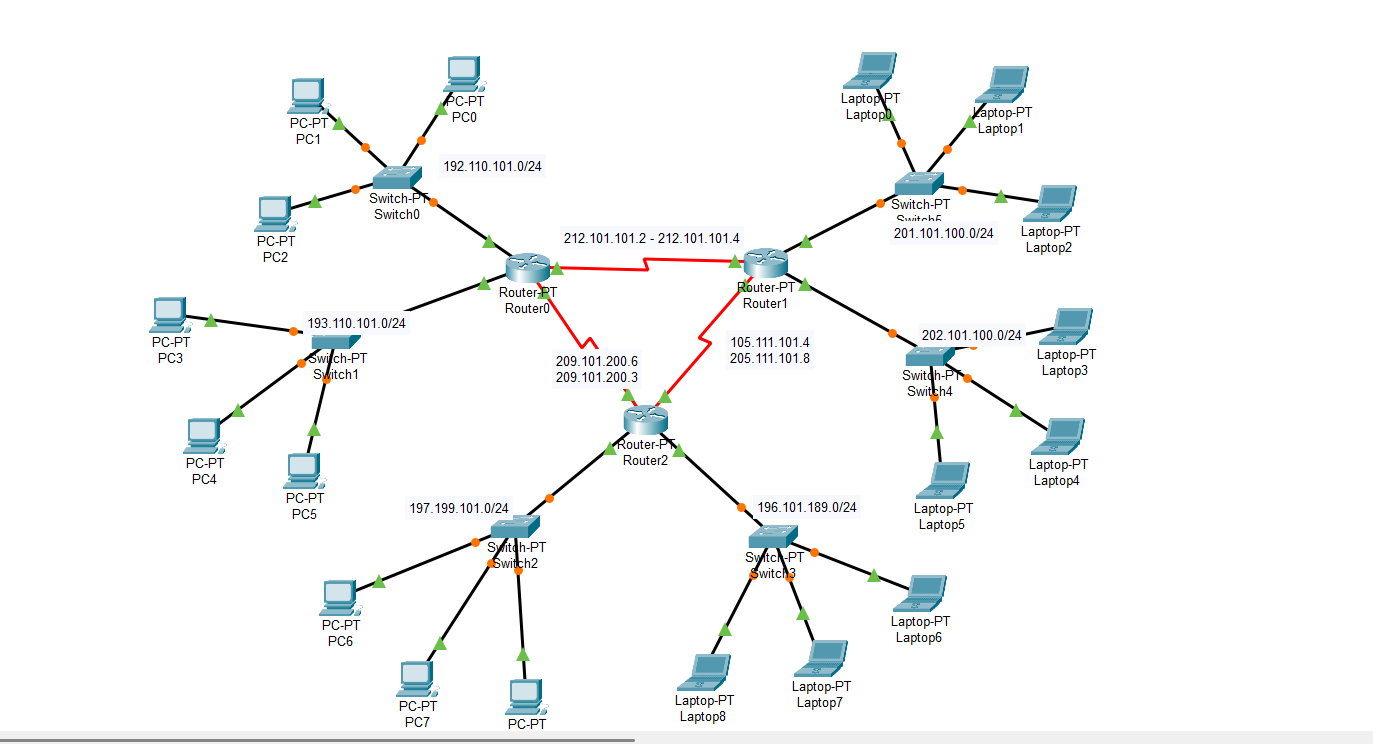 PC-PT
PC0
PC-PT
PC1
Laptop-PT
Laptop0
Laptop-PT
Laptop1
192.110.101.0/24
Switch-PT
Switch0
Switch-PT
Switch5
PC-PT
PC2
Laptop-PT
Laptop2
201.101.100.0/24
212.101.101.2 - 212.101.101.4
Router-PT
Router0
Router-PT
Router1
193.110.101.0/24
PC-PT
PC3
Switch-PT
Switch1
202.101.100.0/24
Laptop-PT
Laptop3
105.111.101.4
205.111.101.8
209.101.200.6
209.101.200.3
Switch-PT
Switch4
Router-PT
Router2
PC-PT
PC4
Laptop-PT
Laptop4
PC-PT
PC5
Laptop-PT
Laptop5
197.199.101.0/24
196.101.189.0/24
Switch-PT
Switch2
Switch-PT
Switch3
PC-PT
PC6
Laptop-PT
Laptop6
PC-PT
PC7
PC-PT
Laptop-PT
Laptop8
Laptop-PT
Laptop7